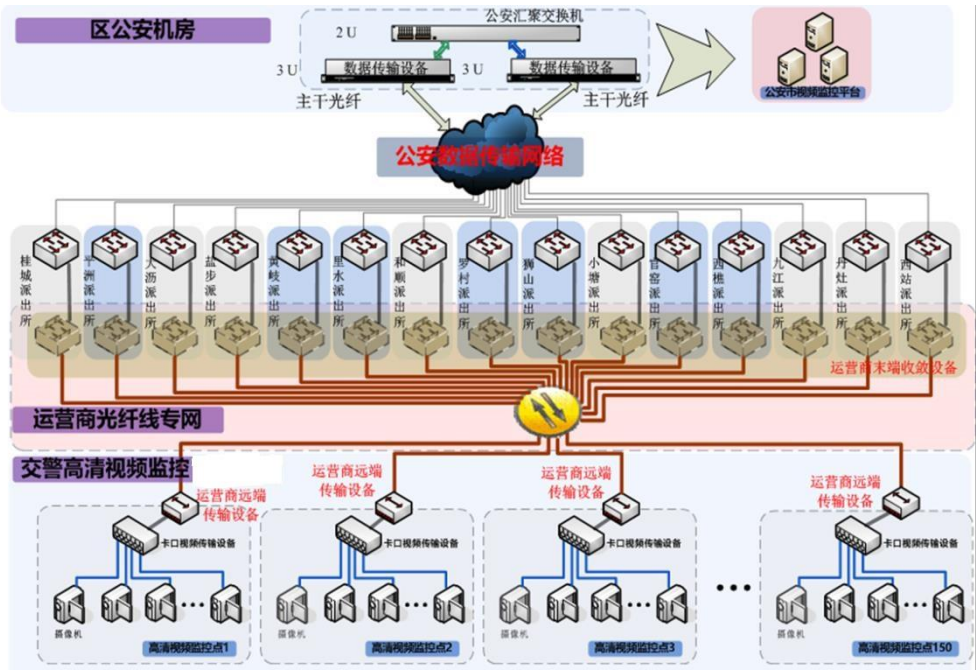 区公安机房
公安汇聚交换机
2 U
3 U
数据传输设备
3 U
数据传输设备
主干光纤
主干光纤
公安市视频监控平台
公安数据传输网络
桂城派出所
平洲派出所
大沥派出所
盐步派出所
黄岐派出所
里水派出所
和顺派出所
罗村派出所
狮山派出所
小塘派出所
官窑派出所
西樵派出所
九江派出所
丹灶派出所
西站派出所
运营商末端收敛设备
运营商光纤线专网
交警高清视频监控
运营商远端
传输设备
运营商远端
传输设备
运营商远端
传输设备
运营商远端
传输设备
卡口视频传输设备
卡口视频传输设备
卡口视频传输设备
卡口视频传输设备
摄像机
摄像机
摄像机
摄像机
高清视频监控点1
高清视频监控点2
高清视频监控点3
高清视频监控点150